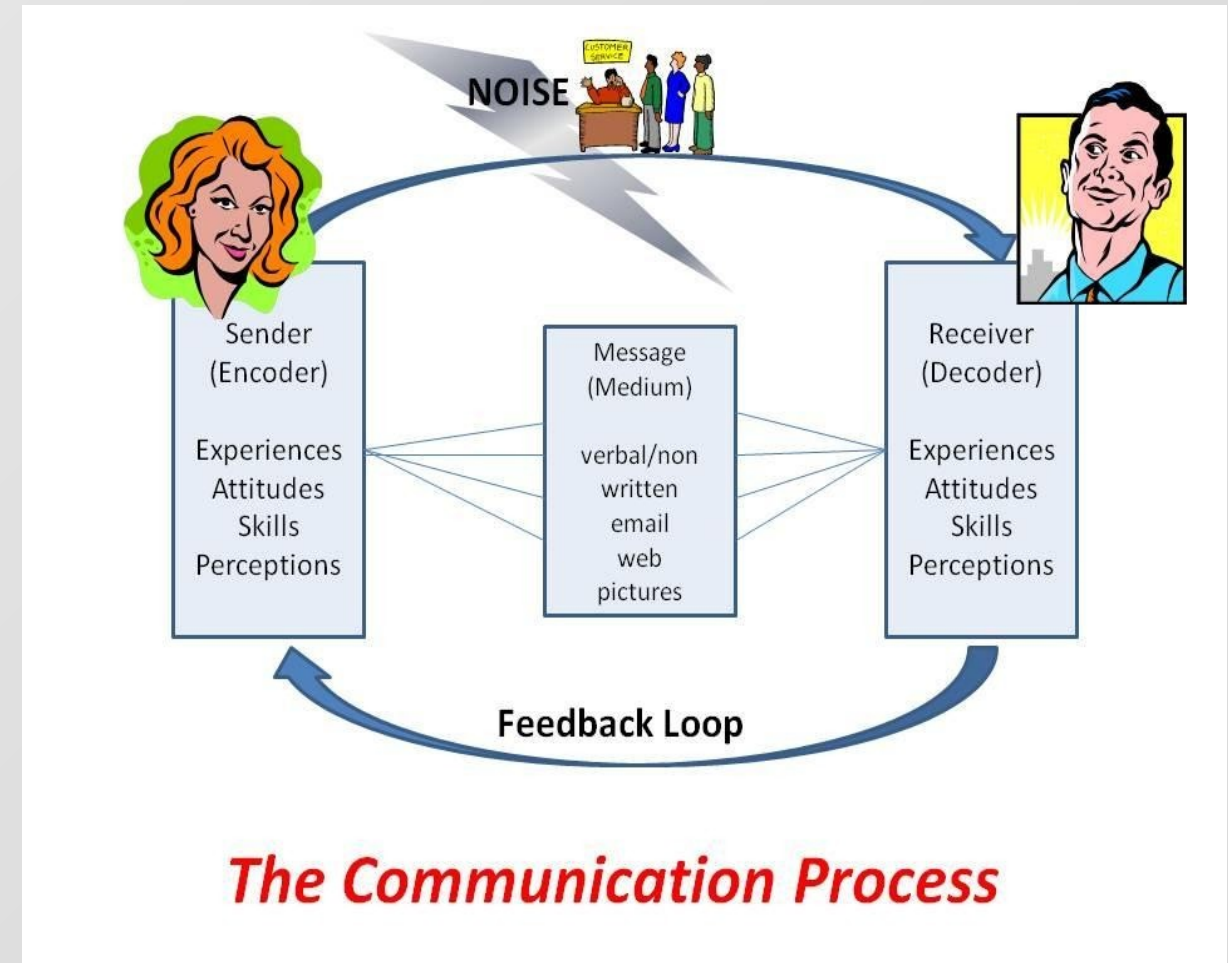 CUSTOMER
SERVICE
NOISE
Sender
(Encoder)
Experiences
Attitudes
Skills
Perceptions
Message
(Medium)
verbal/non
written
email
web
pictures
Receiver
(Decoder)
Experiences
Attitudes
Skills
Perceptions
Feedback Loop
The Communication Process